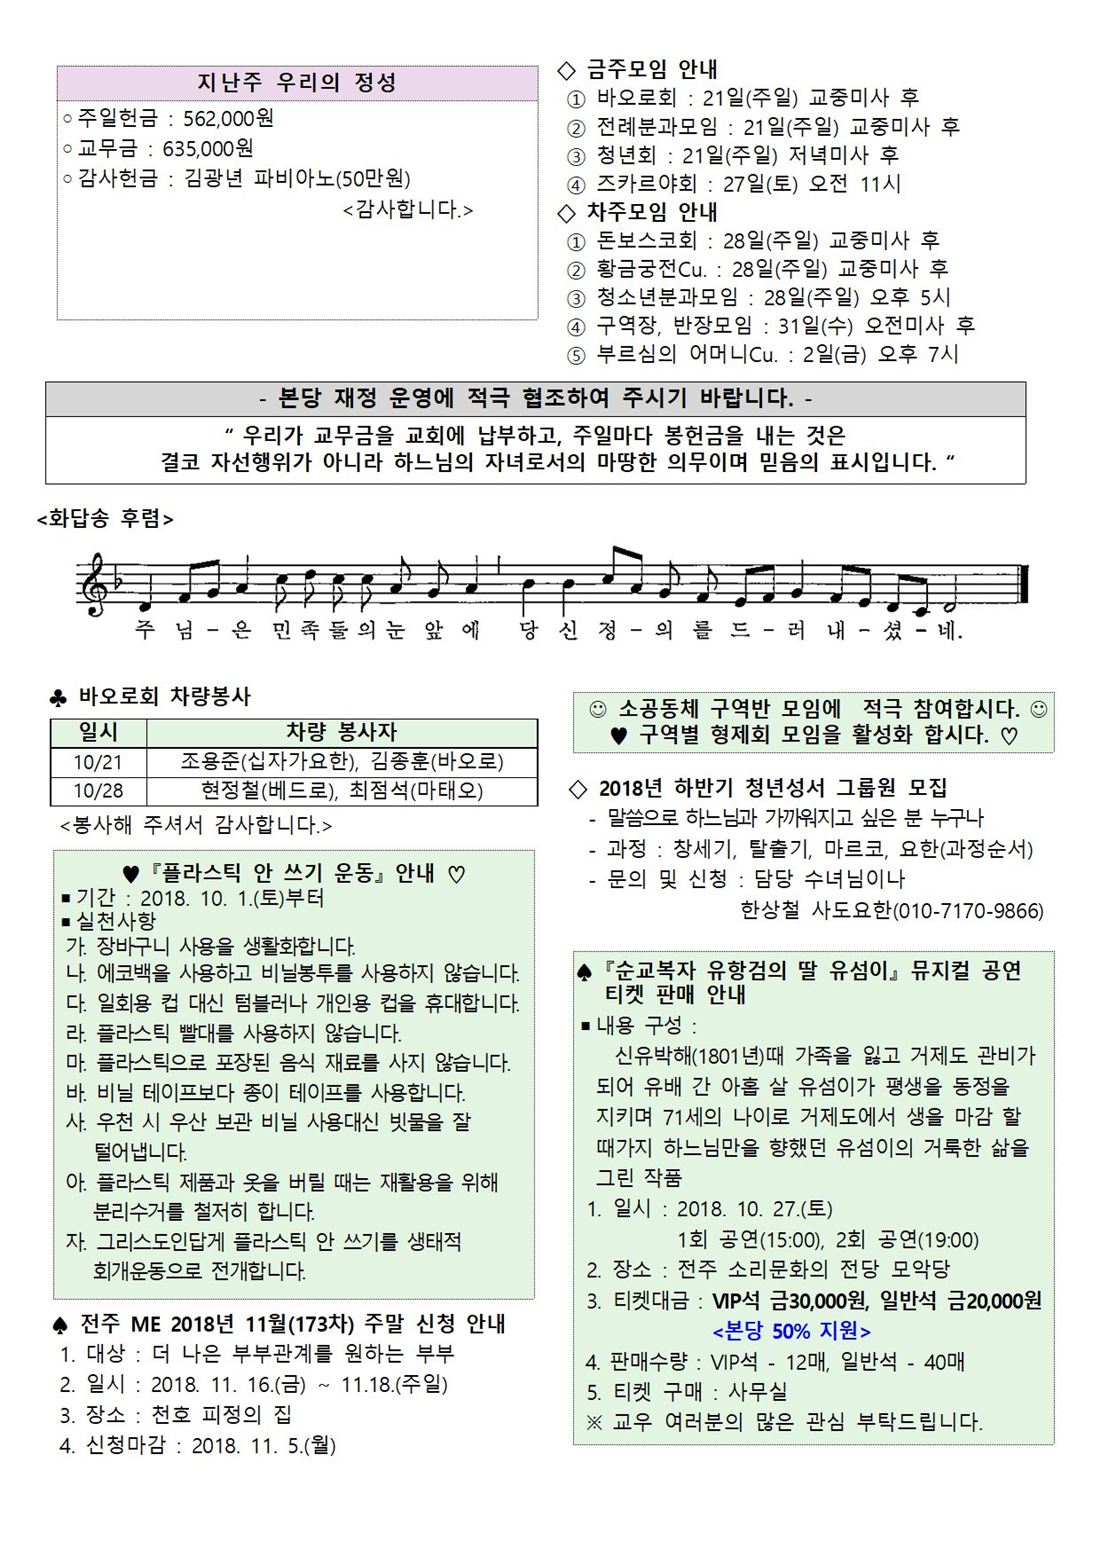 지난주 우리의 정성
○ 주일헌금 : 562,000원
○ 교무금 : 635,000원
○ 감사헌금 : 김광년 파비아노(50만원)
<감사합니다.>
◇ 금주모임 안내
① 바오로회 : 21일(주일) 교중미사 후
② 전례분과모임 : 21일(주일) 교중미사 후
③ 청년회 : 21일(주일) 저녁미사 후
④ 즈카르야회 : 27일(토) 오전 11시
◇ 차주모임 안내
① 돈보스코회 : 28일(주일) 교중미사 후
② 황금궁전Cu. : 28일(주일) 교중미사 후
③ 청소년분과모임 : 28일(주일) 오후 5시
④ 구역장, 반장모임 : 31일(수) 오전미사 후
⑤ 부르심의 어머니Cu. : 2일(금) 오후 7시
- 본당 재정 운영에 적극 협조하여 주시기 바랍니다. -
“ 우리가 교무금을 교회에 납부하고, 주일마다 봉헌금을 내는 것은
결코 자선행위가 아니라 하느님의 자녀로서의 마땅한 의무이며 믿음의 표시입니다. “
<화답송 후렴>
주 님 - 은 민 족 들 의 눈 앞 에 당 신 정 - 의 를 드 - 러 내 - 셨 - 네.
♣ 바오로회 차량봉사
일시 차량 봉사자
10/21 조용준(십자가요한), 김종훈(바오로)
10/28 현정철(베드로), 최점석(마태오)
<봉사해 주셔서 감사합니다.>
♥『플라스틱 안 쓰기 운동』안내 ♡
■ 기간 : 2018. 10. 1.(토)부터
■ 실천사항
가. 장바구니 사용을 생활화합니다.
나. 에코백을 사용하고 비닐봉투를 사용하지 않습니다.
다. 일회용 컵 대신 텀블러나 개인용 컵을 휴대합니다.
라. 플라스틱 빨대를 사용하지 않습니다.
마. 플라스틱으로 포장된 음식 재료를 사지 않습니다.
바. 비닐 테이프보다 종이 테이프를 사용합니다.
사. 우천 시 우산 보관 비닐 사용대신 빗물을 잘
털어냅니다.
아. 플라스틱 제품과 옷을 버릴 때는 재활용을 위해
분리수거를 철저히 합니다.
자. 그리스도인답게 플라스틱 안 쓰기를 생태적
회개운동으로 전개합니다.
♠ 전주 ME 2018년 11월(173차) 주말 신청 안내
1. 대상 : 더 나은 부부관계를 원하는 부부
2. 일시 : 2018. 11. 16.(금) ~ 11.18.(주일)
3. 장소 : 천호 피정의 집
4. 신청마감 : 2018. 11. 5.(월)
☺ 소공동체 구역반 모임에 적극 참여합시다. ☺
♥ 구역별 형제회 모임을 활성화 합시다. ♡
◇ 2018년 하반기 청년성서 그룹원 모집
- 말씀으로 하느님과 가까워지고 싶은 분 누구나
- 과정 : 창세기, 탈출기, 마르코, 요한(과정순서)
- 문의 및 신청 : 담당 수녀님이나
한상철 사도요한(010-7170-9866)
♠『순교복자 유항검의 딸 유섬이』뮤지컬 공연
티켓 판매 안내
■ 내용 구성 :
신유박해(1801년)때 가족을 잃고 거제도 관비가
되어 유배 간 아홉 살 유섬이가 평생을 동정을
지키며 71세의 나이로 거제도에서 생을 마감 할
때가지 하느님만을 향했던 유섬이의 거룩한 삶을
그린 작품
1. 일시 : 2018. 10. 27.(토)
1회 공연(15:00), 2회 공연(19:00)
2. 장소 : 전주 소리문화의 전당 모악당
3. 티켓대금 : VIP석 금30,000원, 일반석 금20,000원
<본당 50% 지원>
4. 판매수량 : VIP석 - 12매, 일반석 - 40매
5. 티켓 구매 : 사무실
※ 교우 여러분의 많은 관심 부탁드립니다.